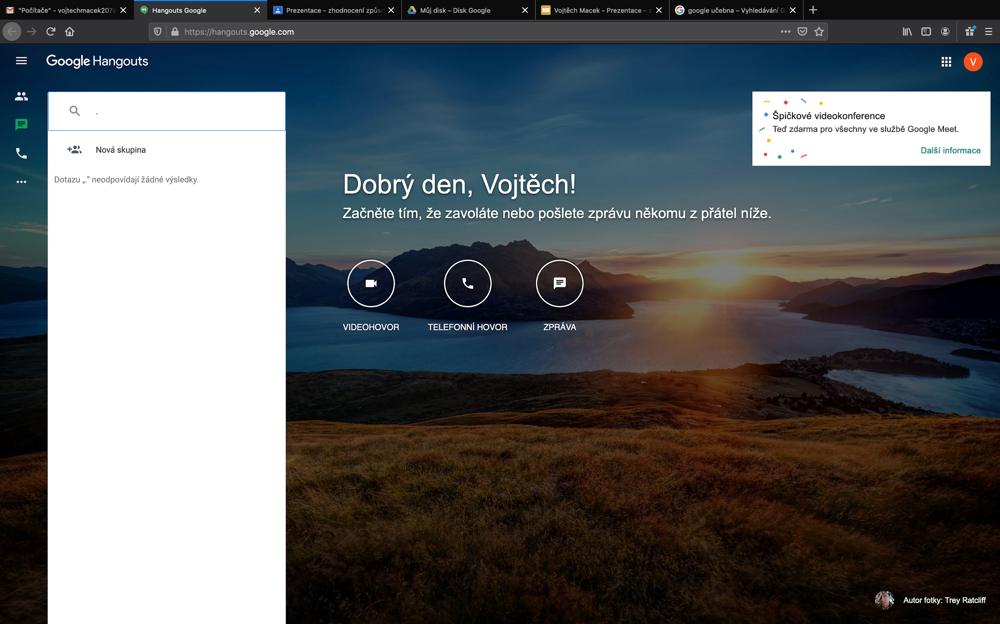 "Počítače" - vojtechmacek207@
Hangouts Google
Prezentace - zhodnocení způso
Můj disk – Disk Google
Vojtěch Macek - Prezentace - z
google učebna – Vyhledávání G
https://hangouts.google.com
Google Hangouts
V
.
Nová skupina
Dotazu „.“ neodpovídají žádné výsledky.
Špičkové videokonference
Teď zdarma pro všechny ve službě Google Meet.
Další informace
Dobrý den, Vojtěch!
Začněte tím, že zavoláte nebo pošlete zprávu někomu z přátel níže.
VIDEOHOVOR
TELEFONNÍ HOVOR
ZPRÁVA
Autor fotky: Trey Ratcliff